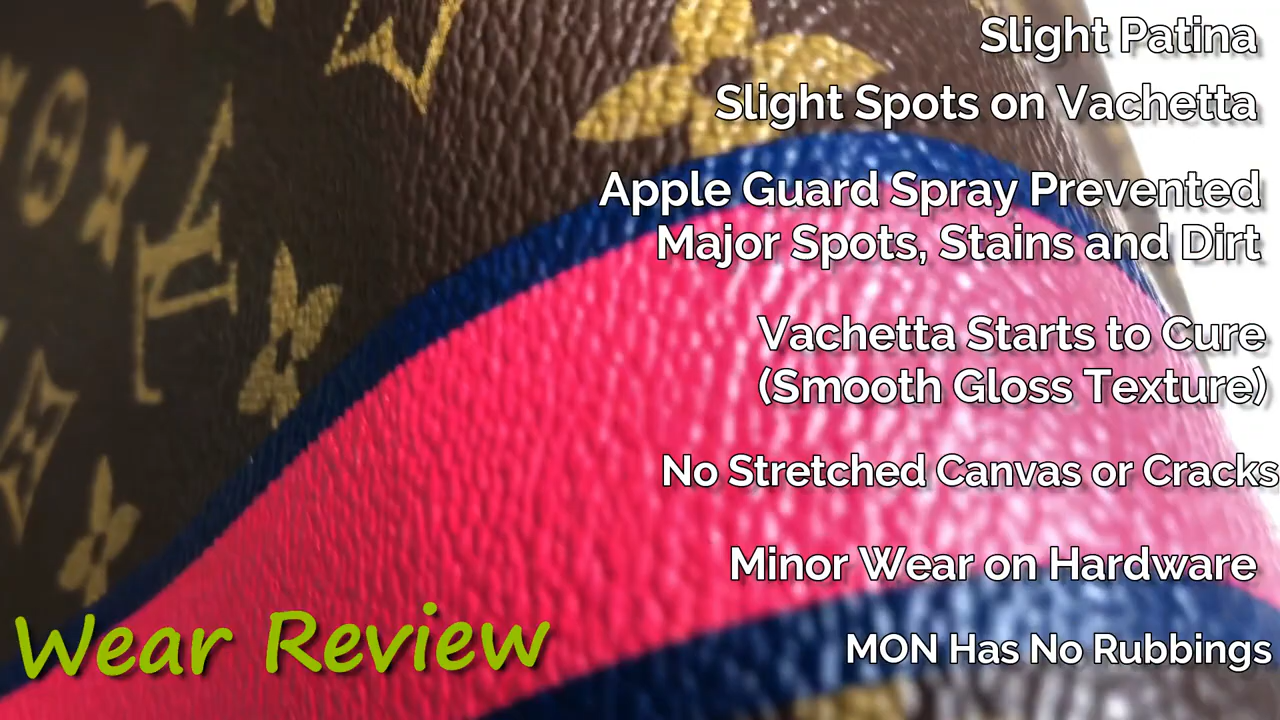 Slight Patina
Slight Spots on Vachetta
Apple Guard Spray Prevented
Major Spots, Stains and Dirt
Vachetta Starts to Cure
(Smooth Gloss Texture)
No Stretched Canvas or Cracks
Minor Wear on Hardware
MON Has No Rubbings
Wear Review